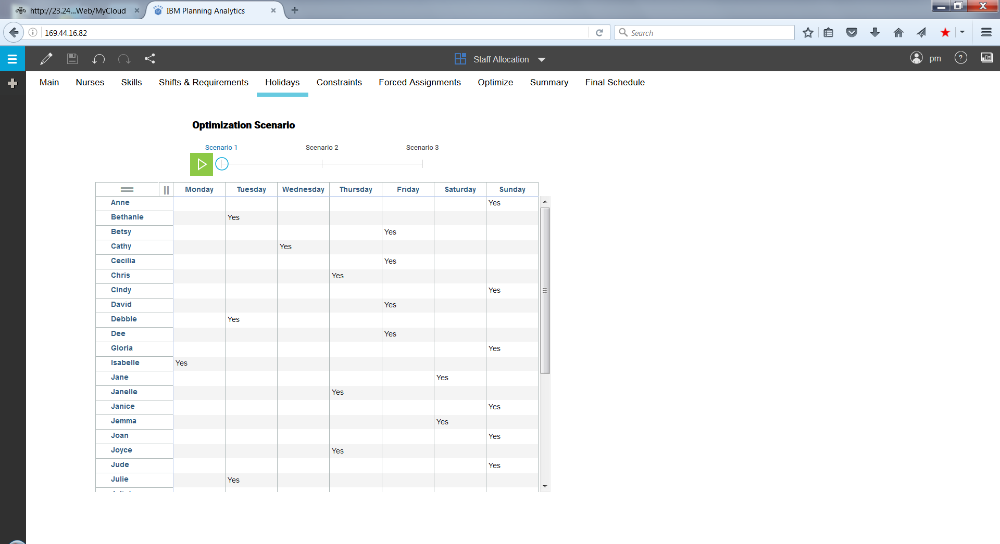 http://23.24...Web/MyCloud
IBM Planning Analytics
169.44.16.82
Search
Staff Allocation
pm
Main Nurses Skills Shifts & Requirements Holidays Constraints Forced Assignments Optimize Summary Final Schedule
Optimization Scenario
Scenario 1 Scenario 2 Scenario 3
Monday Tuesday Wednesday Thursday Friday Saturday Sunday
Anne Yes
Bethanie Yes
Betsy Yes
Cathy Yes
Cecilia Yes
Chris Yes
Cindy Yes
David Yes
Debbie Yes
Dee Yes
Gloria Yes
Isabelle Yes
Jane Yes
Janelle Yes
Janice Yes
Jemma Yes
Joan Yes
Joyce Yes
Jude Yes
Julie Yes